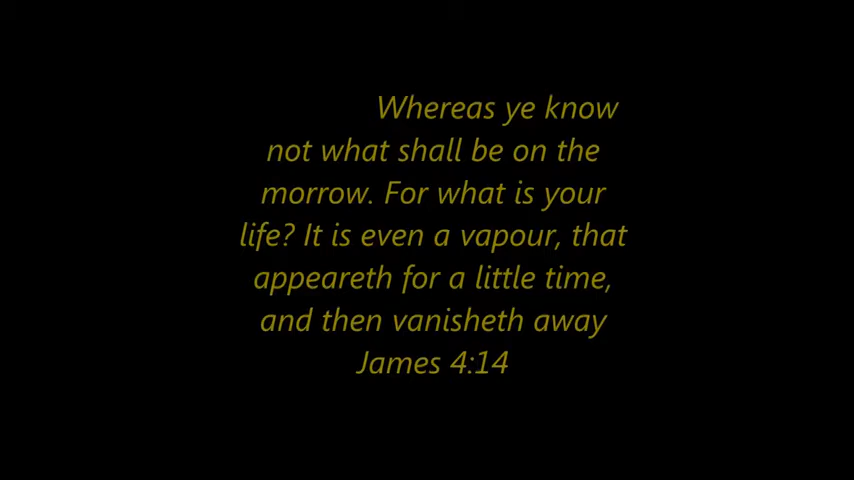 Whereas ye know
not what shall be on the
morrow. For what is your
life? It is even a vapour, that
appeareth for a little time,
and then vanisheth away
James 4:14